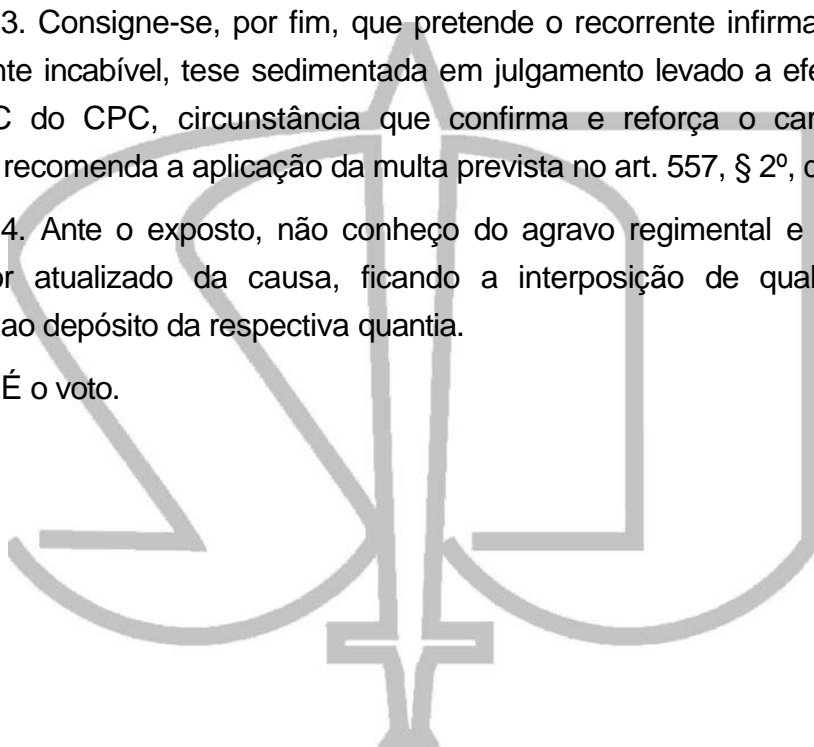 3. Consigne-se, por fim, que pretende o recorrente infirma
nte incabível, tese sedimentada em julgamento levado a efe
C do CPC, circunstância que confirma e reforça o car
recomenda a aplicação da multa prevista no art. 557, § 2º,
4. Ante o exposto, não conheço do agravo regimental e
or atualizado da causa, ficando a interposição de qual
ao depósito da respectiva quantia.
É o voto.